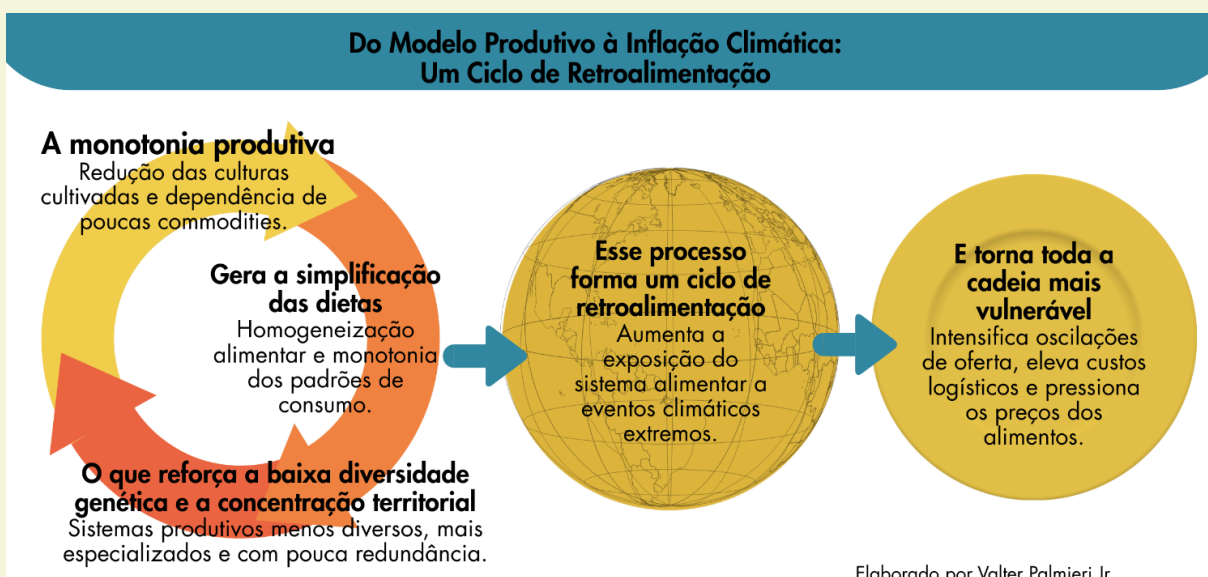 Do Modelo Produtivo à Inflação Climática:
Um Ciclo de Retroalimentação
A monotonia produtiva
Redução das culturas
cultivadas e dependência de
poucas commodities.
Gera a simplificação
das dietas
Homogeneização
alimentar e monotonia
dos padrões de
consumo.
O que reforça a baixa diversidade
genética e a concentração territorial
Sistemas produtivos menos diversos, mais
especializados e com pouca redundância.
Esse processo
forma um ciclo de
retroalimentação
Aumenta a
exposição do
sistema alimentar a
eventos climáticos
extremos.
E torna toda a
cadeia mais
vulnerável
Intensifica oscilações
de oferta, eleva custos
logísticos e pressiona
os preços dos
alimentos.
Elaborado por Valter Palmieri Jr